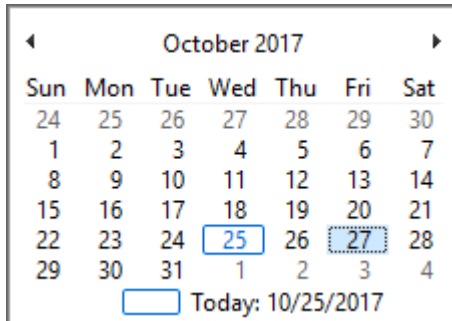 October 2017
Sun Mon Tue Wed Thu Fri Sat
24 25 26 27 28 29 30
1 2 3 4 5 6 7
8 9 10 11 12 13 14
15 16 17 18 19 20 21
22 23 24 25 26 27 28
29 30 31 1 2 3 4
Today: 10/25/2017